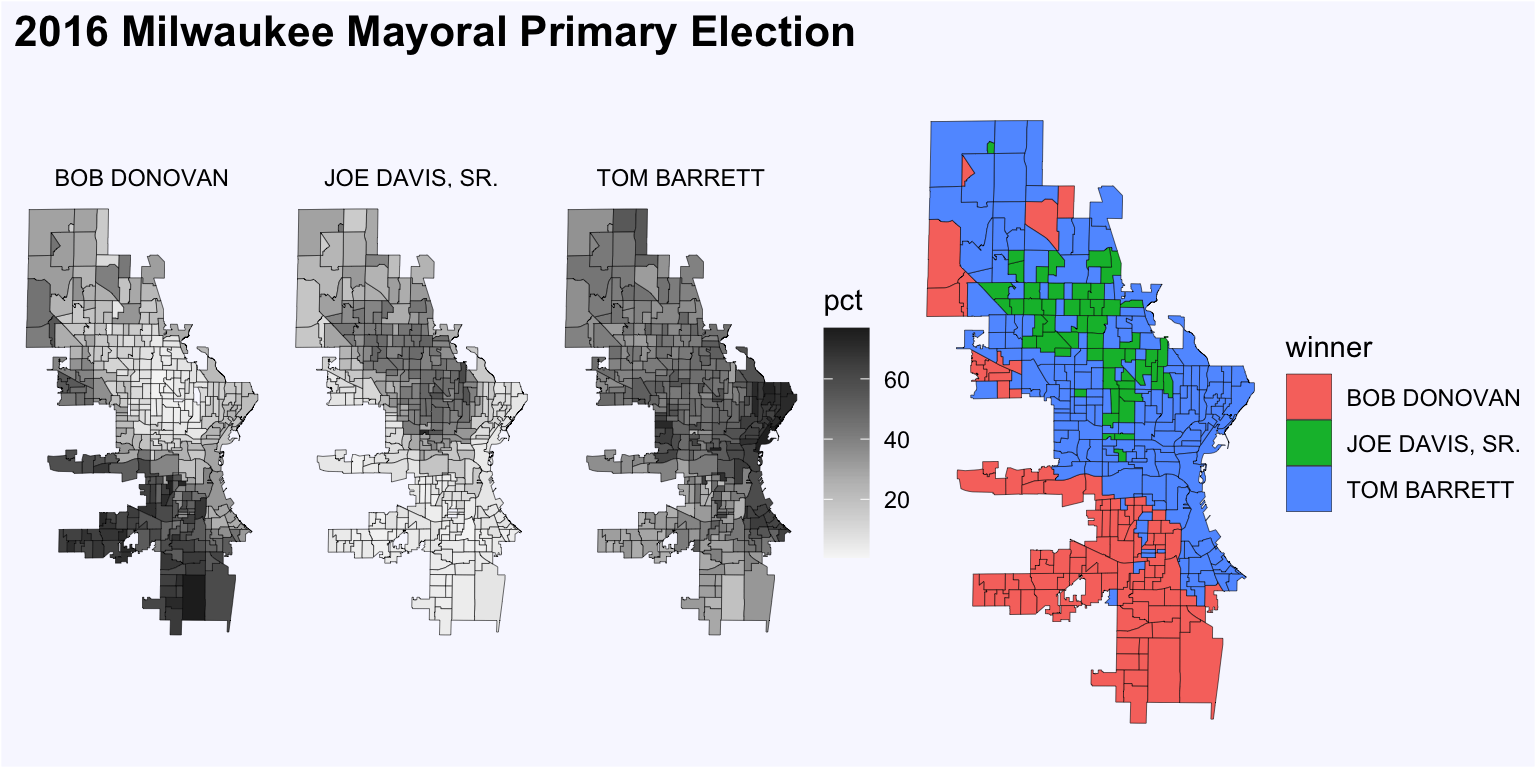 2016 Milwaukee Mayoral Primary Election
BOB DONOVAN
JOE DAVIS, SR.
TOM BARRETT
pct
60
40
20
winner
BOB DONOVAN
JOE DAVIS, SR.
TOM BARRETT